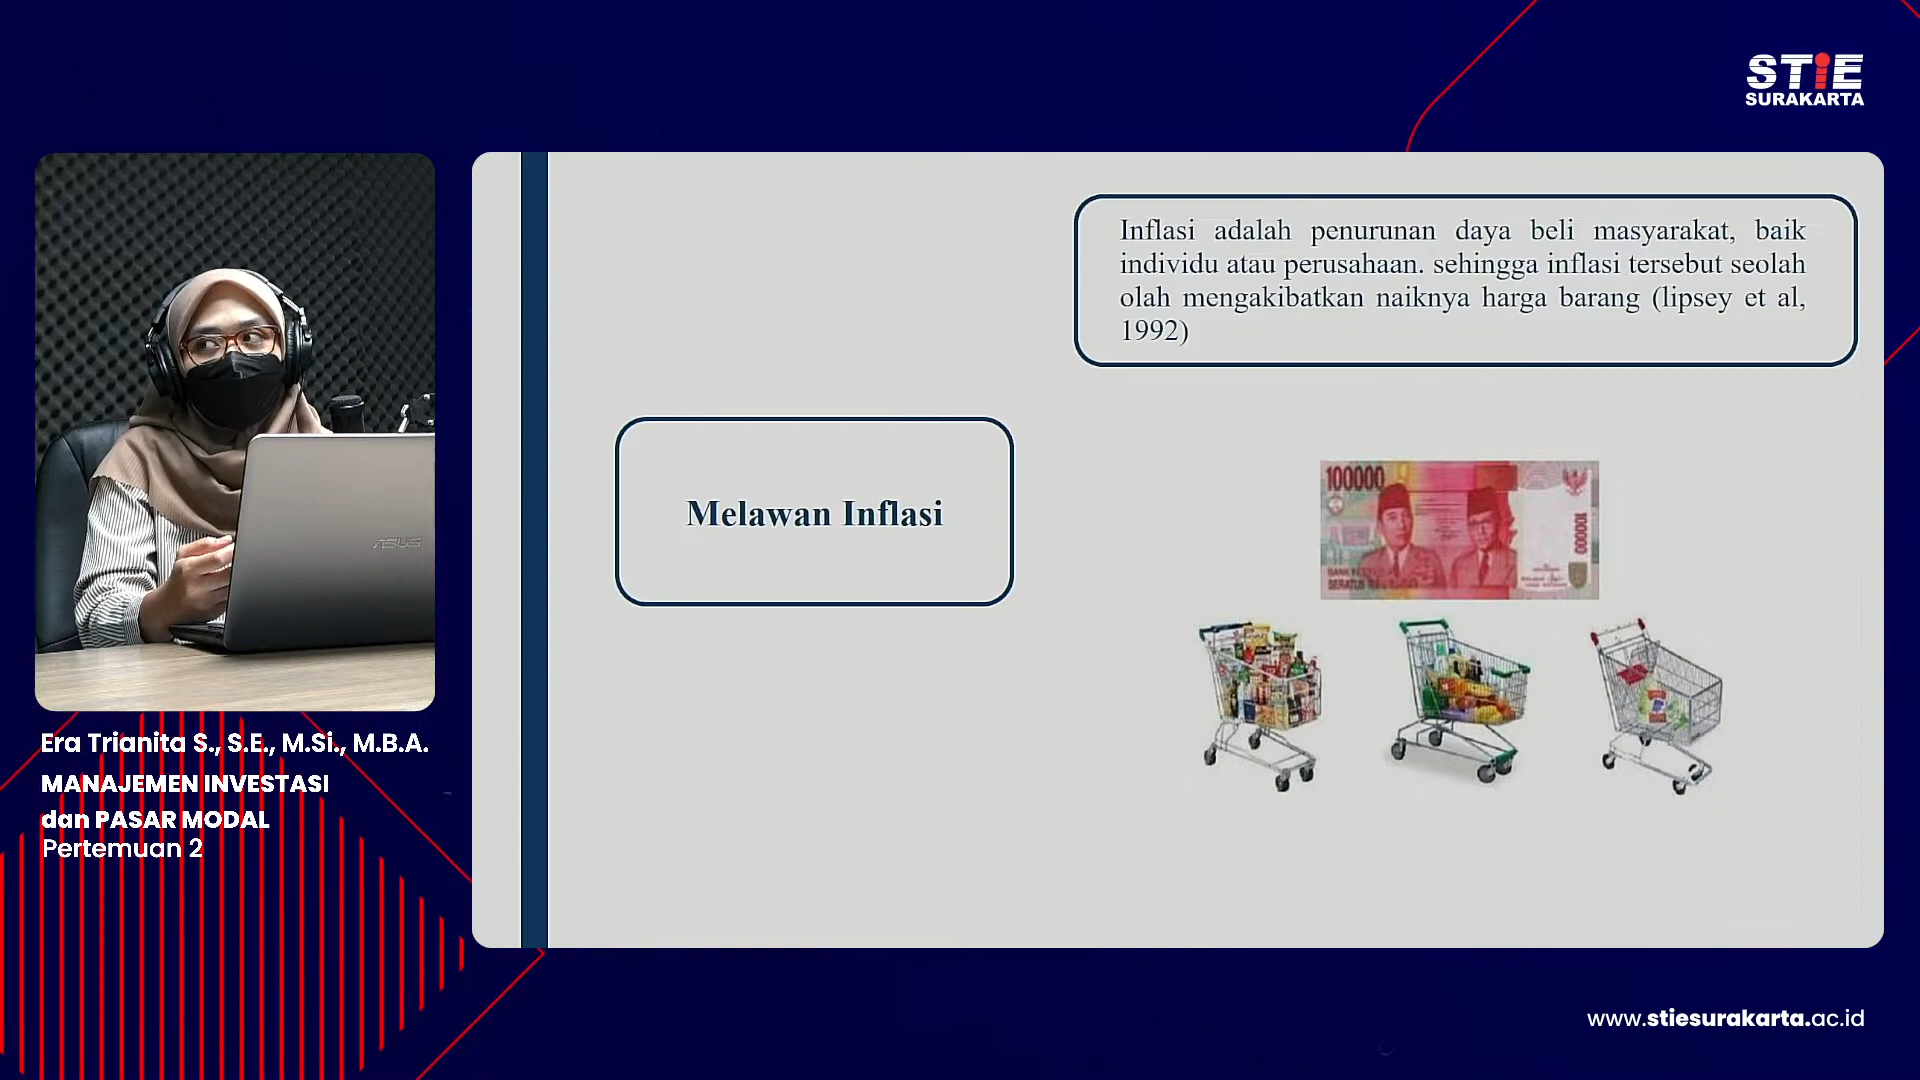 STiE
SURAKARTA
Inflasi adalah penurunan daya beli masyarakat, baik
individu atau perusahaan. sehingga inflasi tersebut seolah
olah mengakibatkan naiknya harga barang (lipsey et al,
1992)
Melawan Inflasi
100000
100000
ASUS
Era Trianita S., S.E., M.Si., M.B.A.
MANAJEMEN INVESTASI
dan PASAR MODAL
Pertemuan 2
www.stiesurakarta.ac.id